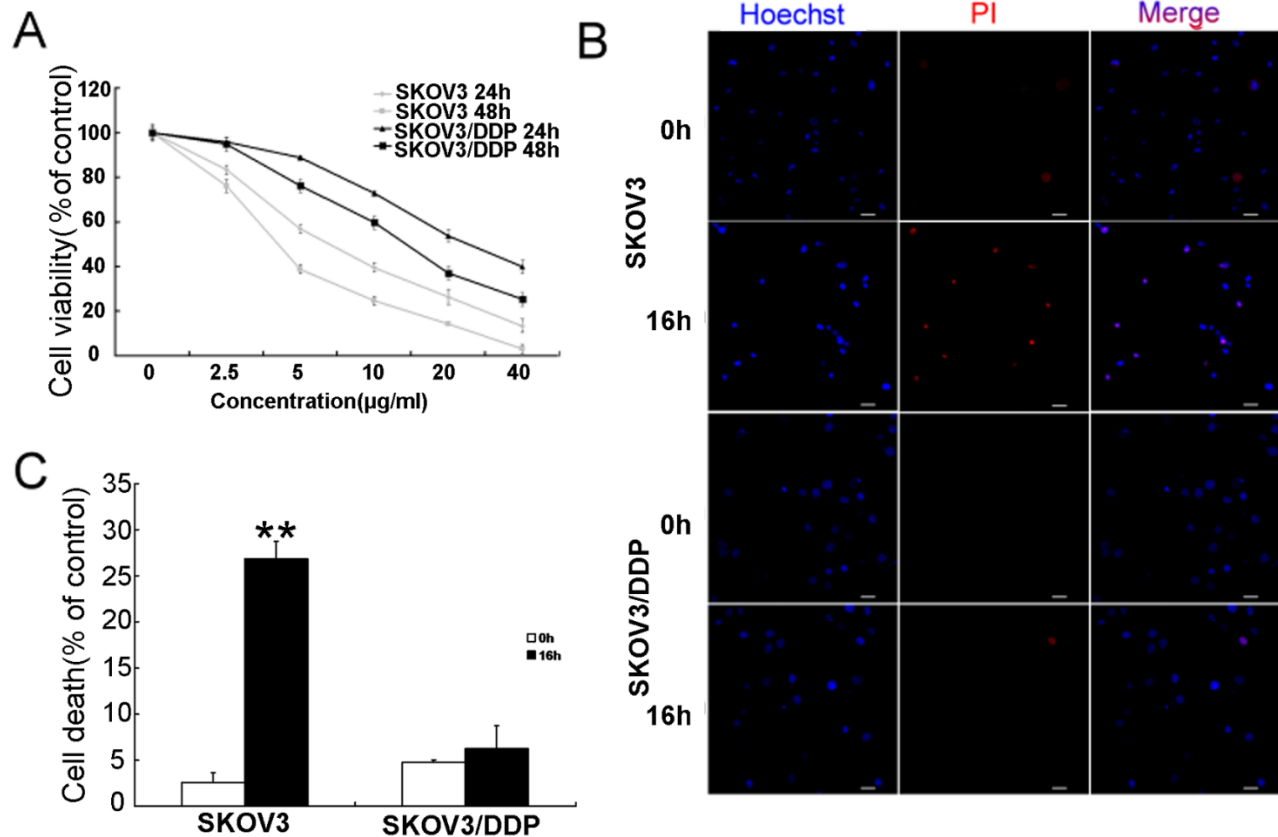 A
Cell viability( % of control)
120
100
80
60
40
20
0
0 2.5 5 10 20 40
Concentration(µg/ml)
SKOV3 24h
SKOV3 48h
SKOV3/DDP 24h
SKOV3/DDP 48h
B
Hoechst PI Merge
SKOV3
0h
16h
SKOV3/DDP
0h
16h
C
Cell death(% of control)
35
30
25
20
15
10
5
0
**
0h
16h
SKOV3 SKOV3/DDP